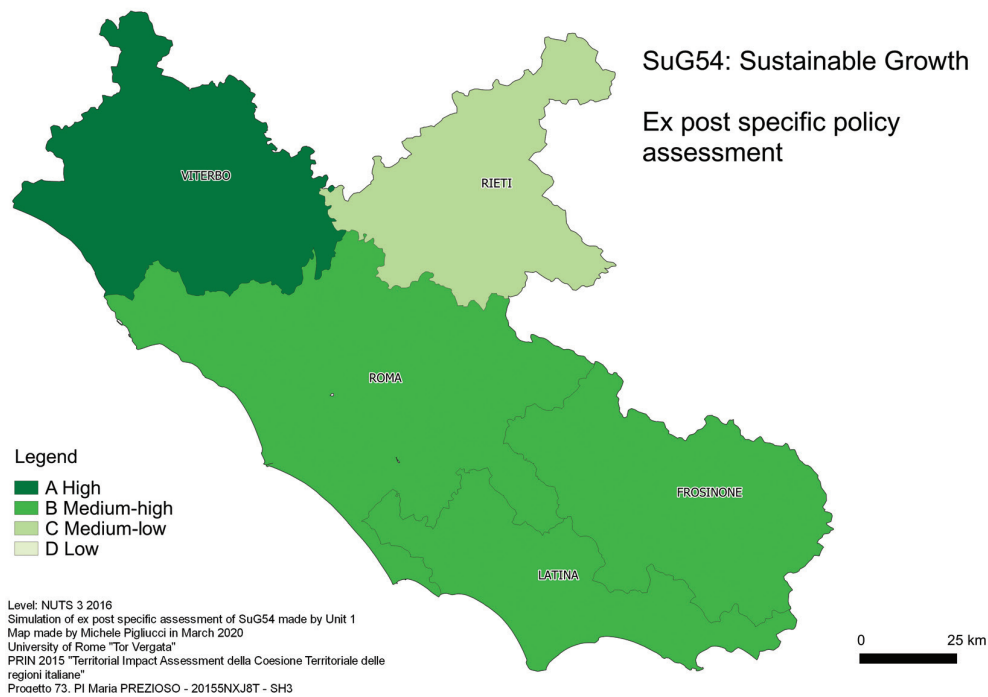 SuG54: Sustainable Growth
Ex post specific policy
assessment
VITERBO
RIETI
ROMA
FROSINONE
LATINA
Legend
A High
B Medium-high
C Medium-low
D Low
Level: NUTS 3 2016
Simulation of ex post specific assessment of SuG54 made by Unit 1
Map made by Michele Pigliucci in March 2020
University of Rome "Tor Vergata"
PRIN 2015 "Territorial Impact Assessment della Coesione Territoriale delle
regioni italiane"
Progetto 73. PI Maria PREZIOSO - 20155NXJ8T - SH3
0 25 km